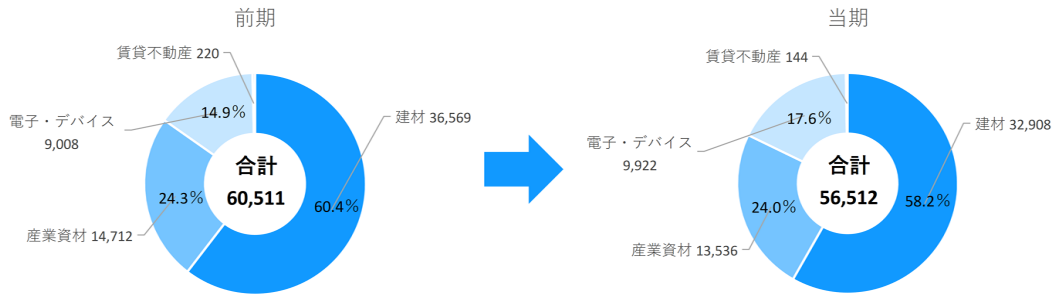 前期
賃貸不動産 220
14.9%
電子・デバイス
9,008
建材 36,569
合計
60,511
24.3%
60.4%
産業資材 14,712
当期
賃貸不動産 144
17.6%
電子・デバイス
9,922
建材 32,908
合計
56,512
24.0%
58.2%
産業資材 13,536